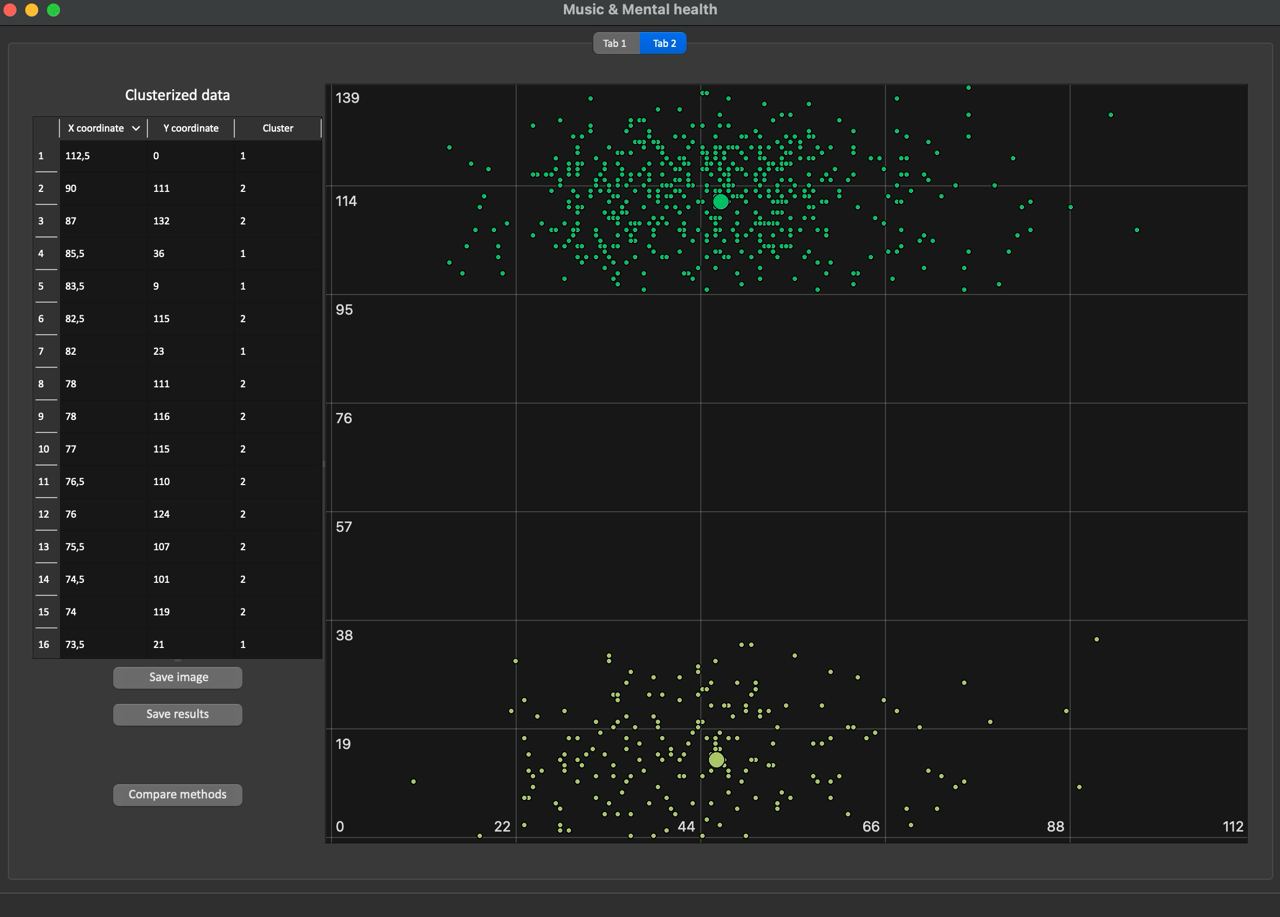 Music & Mental health
Tab 1 Tab 2
Clusterized data
X coordinate Y coordinate Cluster
1 112,5 0 1
2 90 111 2
3 87 132 2
4 85,5 36 1
5 83,5 9 1
6 82,5 115 2
7 82 23 1
8 78 111 2
9 78 116 2
10 77 115 2
11 76,5 110 2
12 76 124 2
13 75,5 107 2
14 74,5 101 2
15 74 119 2
16 73,5 21 1
Save image
Save results
Compare methods
139
114
95
76
57
38
19
0 22 44 66 88 112